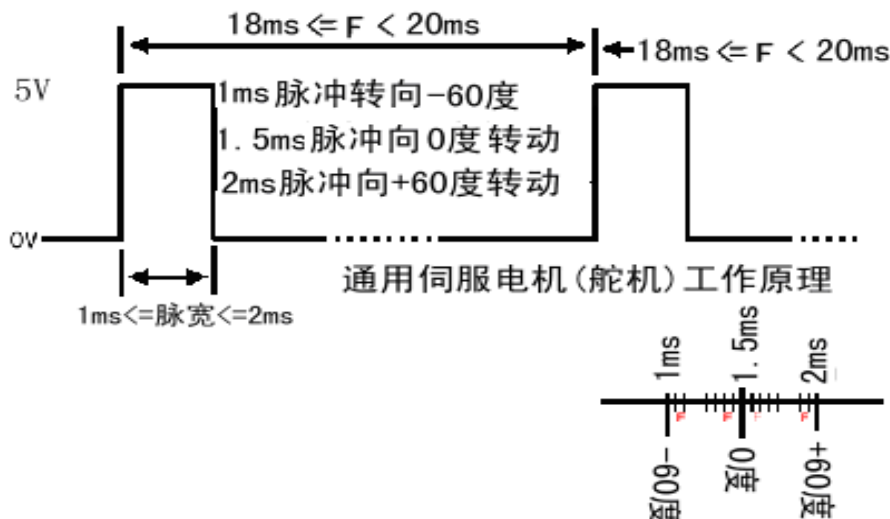 18ms <= F < 20ms
18ms <= F < 20ms
5V
1ms脉冲转向-60度
1.5ms脉冲向0度转动
2ms脉冲向+60度转动
0V
通用伺服电机(舵机)工作原理
1ms<=脉宽<=2ms
1ms
1.5ms
2ms
F
F
F
F
-60度
0度
+60度